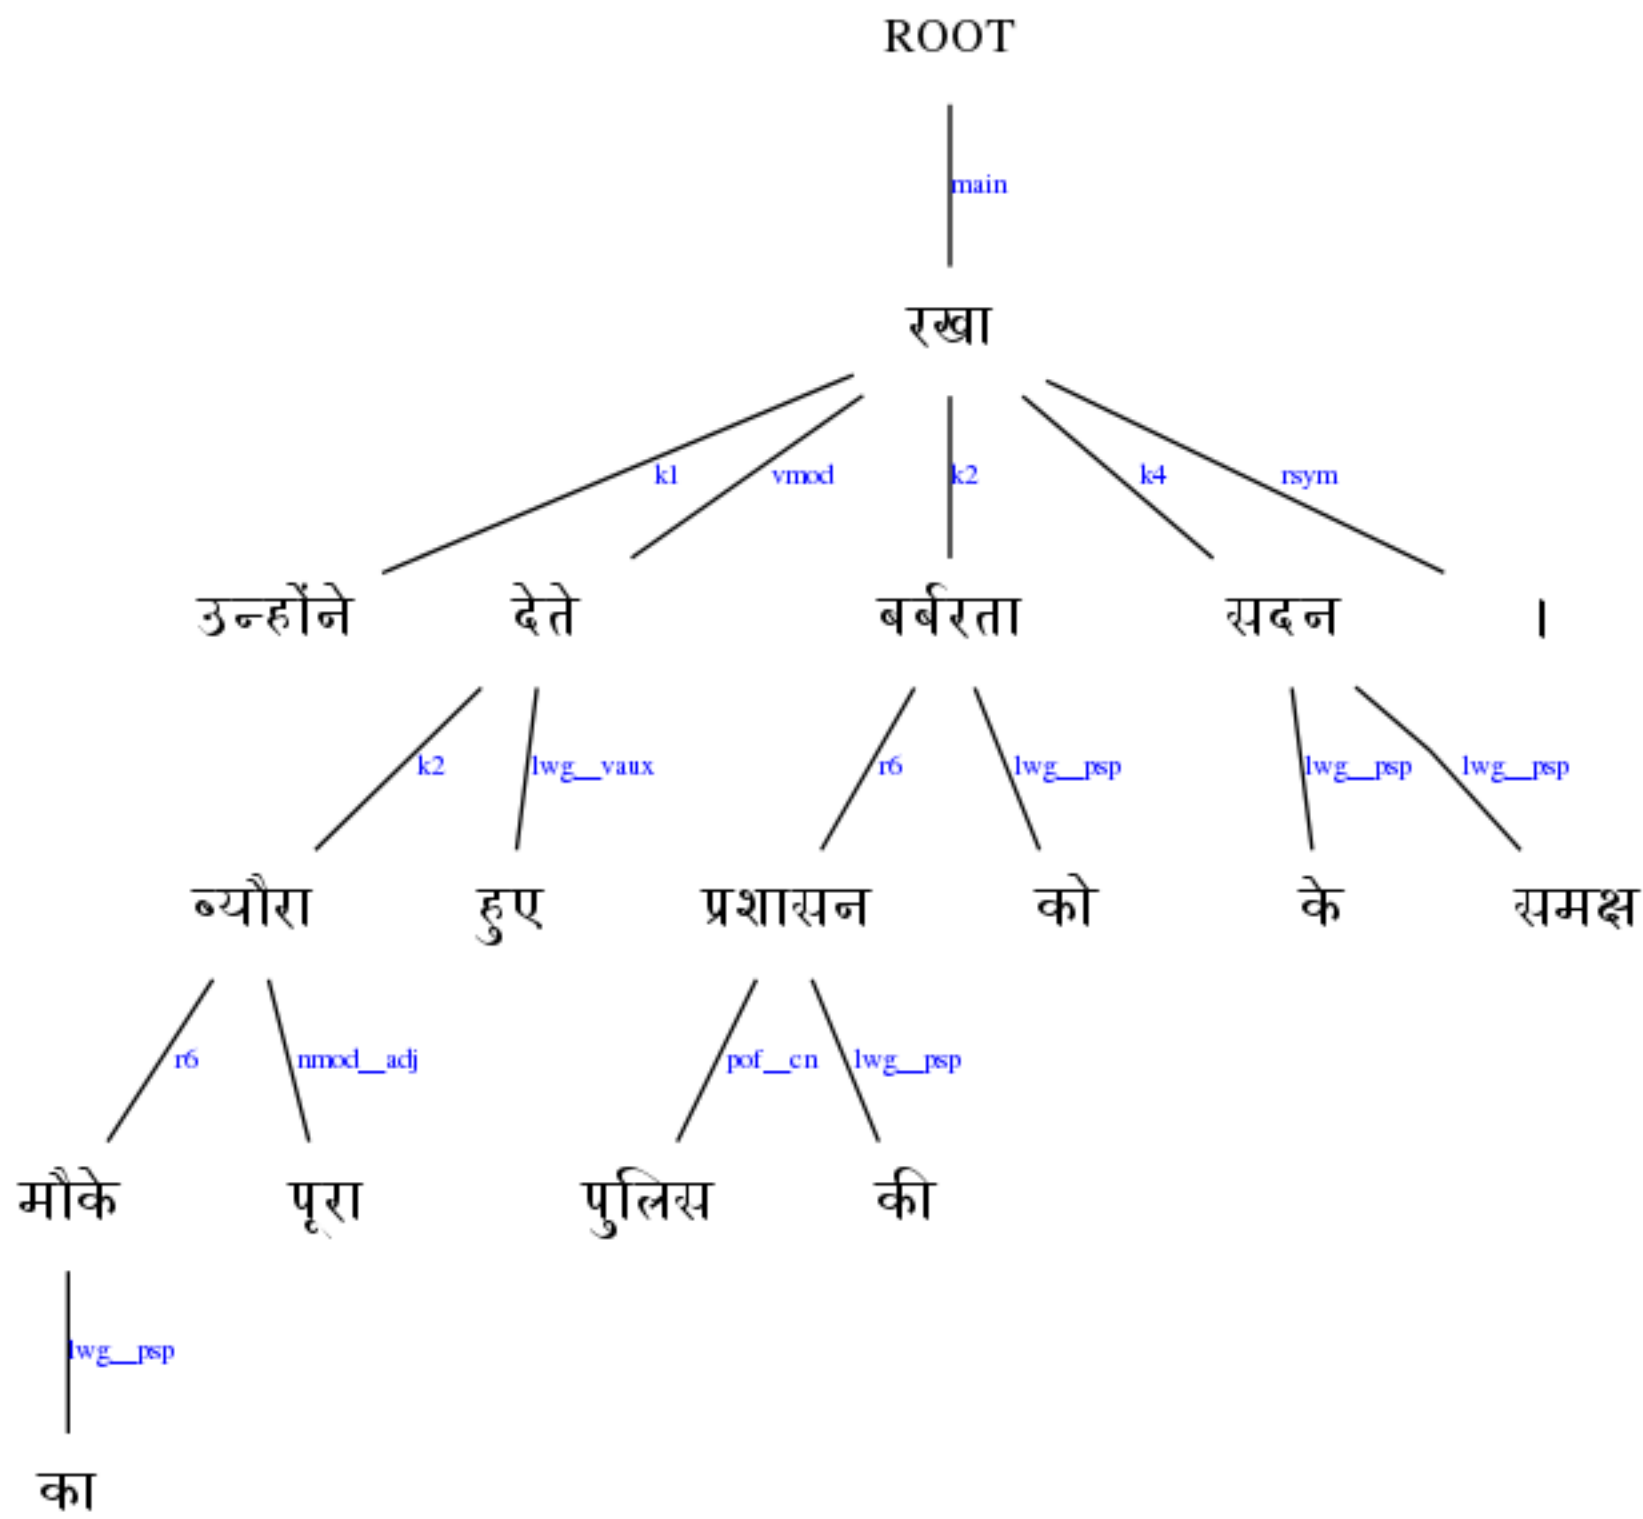 ROOT
main
रखा
k1 vmod k2 k4 rsym
उन्होंने देते बर्बरता सदन ।
k2 lwg__vaux r6 lwg__psp lwg__psp lwg__psp
ब्यौरा हुए प्रशासन को के समक्ष
r6 nmod__adj pof__cn lwg__psp
मौके पूरा पुलिस की
lwg__psp
का